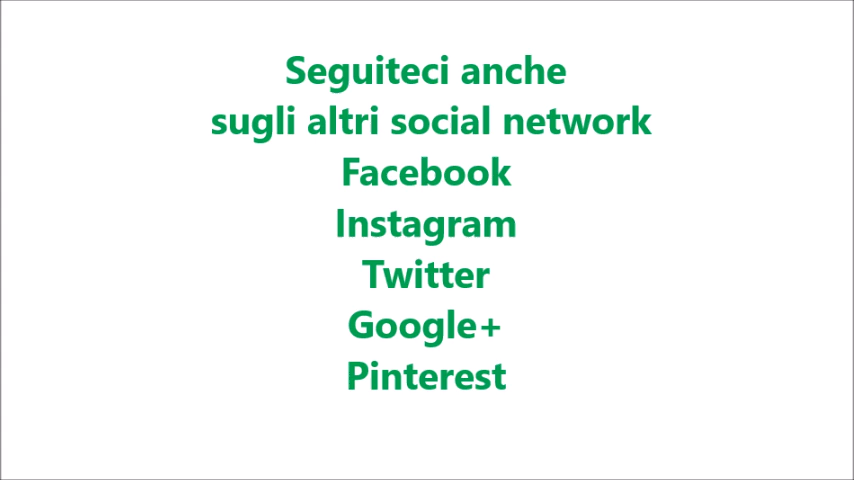 Seguiteci anche
sugli altri social network
Facebook
Instagram
Twitter
Google+
Pinterest